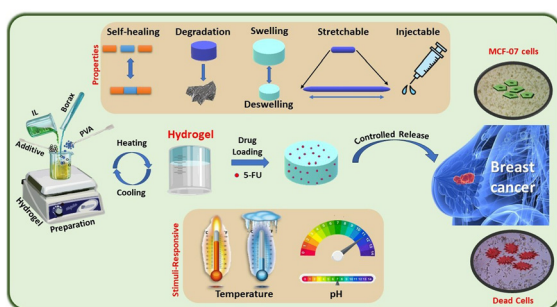 Self-healing
Degradation
Swelling
Stretchable
Injectable
Properties
Deswelling
MCF-07 cells
IL
Borax
PVA
Additive
Hydrogel
Preparation
Heating
Cooling
Hydrogel
Drug
Loading
5-FU
Controlled Release
Breast
cancer
Stimuli-Responsive
Temperature
pH
Dead Cells